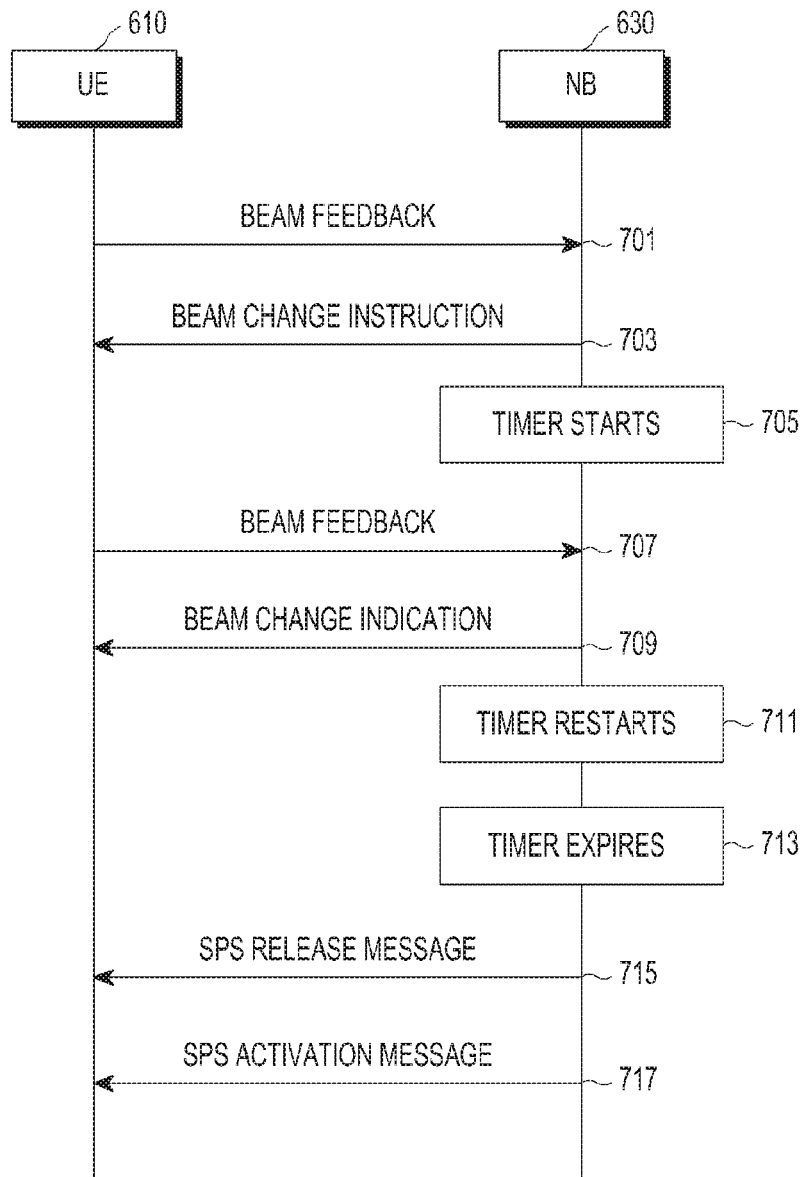 610
630
UE
NB
BEAM FEEDBACK
701
BEAM CHANGE INSTRUCTION
703
TIMER STARTS
705
BEAM FEEDBACK
707
BEAM CHANGE INDICATION
709
TIMER RESTARTS
711
TIMER EXPIRES
713
SPS RELEASE MESSAGE
715
SPS ACTIVATION MESSAGE
717